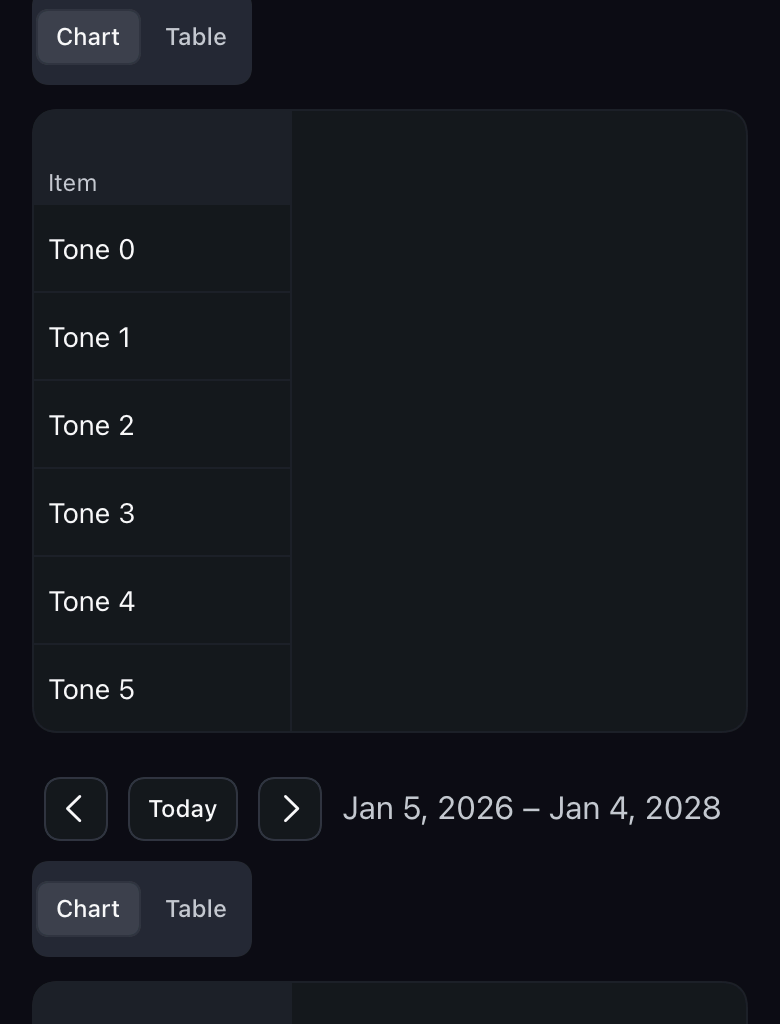 Chart Table
Item
Tone 0
Tone 1
Tone 2
Tone 3
Tone 4
Tone 5
Today Jan 5, 2026 – Jan 4, 2028
Chart Table